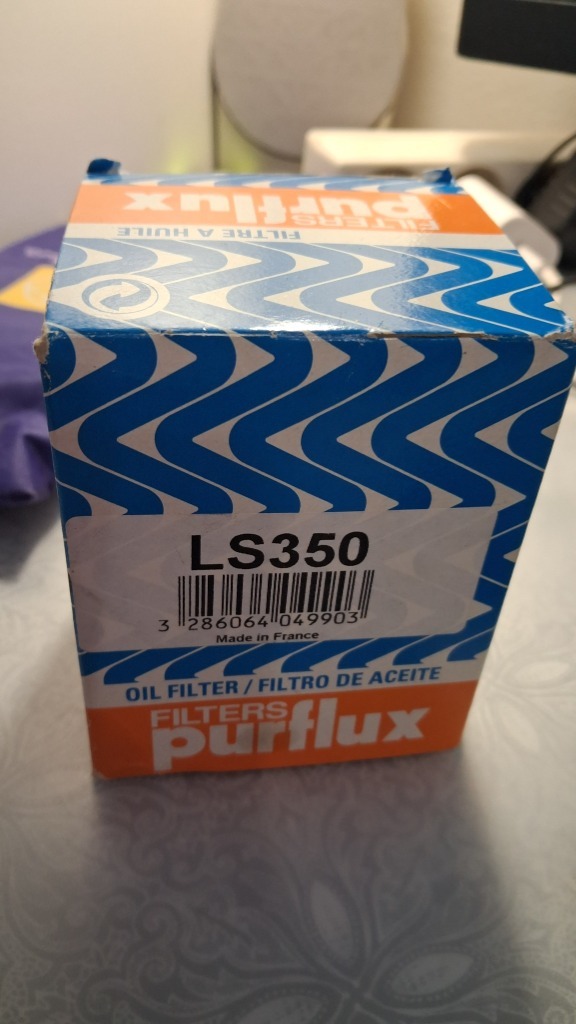 FILTERS
purflux
FILTRE A HUILE
LS350
3 286064 049903
Made in France
OIL FILTER / FILTRO DE ACEITE
FILTERS
purflux